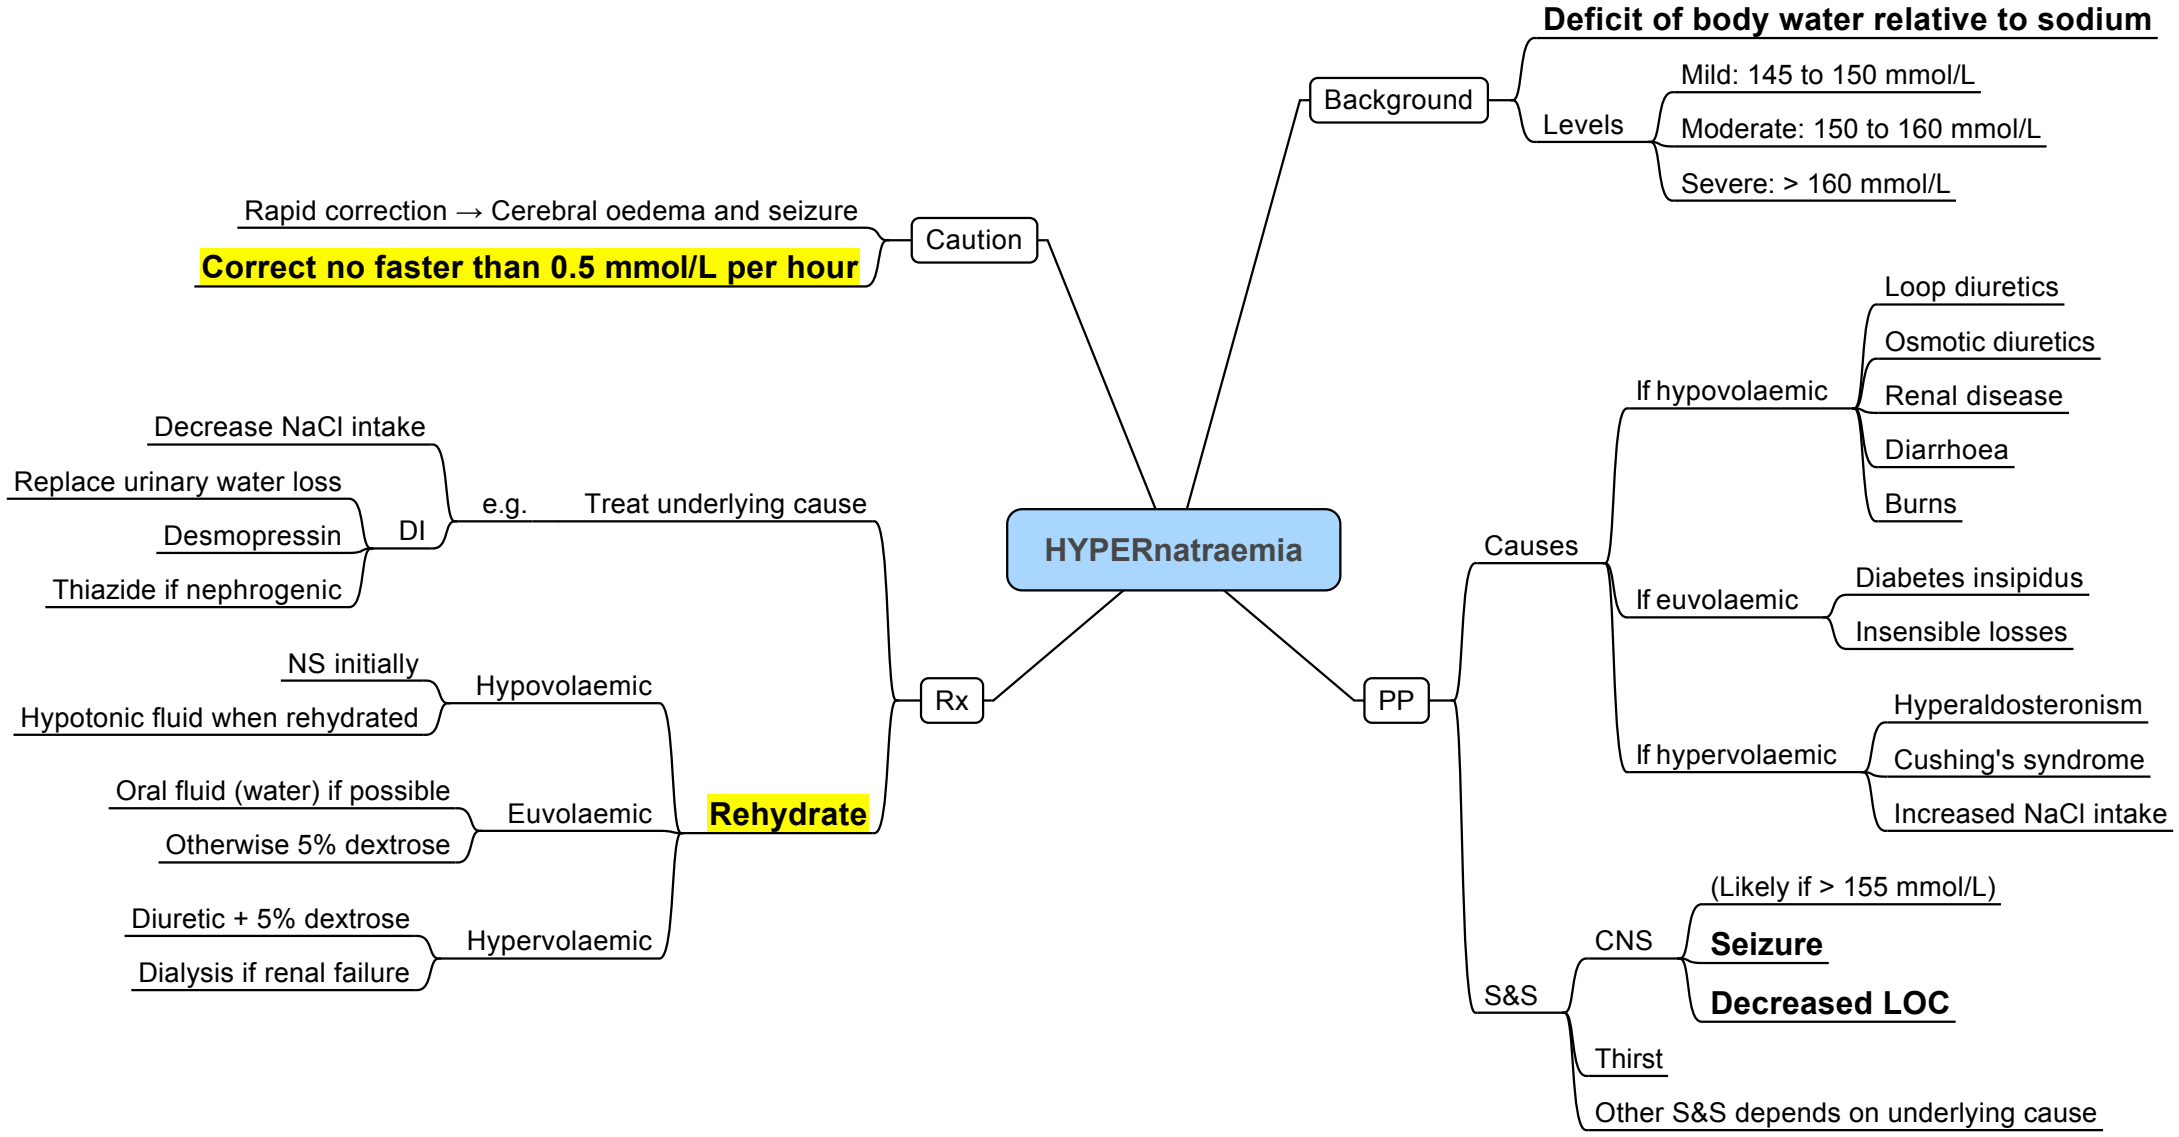 HYPERnatraemia
Background
Deficit of body water relative to sodium
Levels
Mild: 145 to 150 mmol/L
Moderate: 150 to 160 mmol/L
Severe: > 160 mmol/L
PP
Causes
If hypovolaemic
Loop diuretics
Osmotic diuretics
Renal disease
Diarrhoea
Burns
If euvolaemic
Diabetes insipidus
Insensible losses
If hypervolaemic
Hyperaldosteronism
Cushing's syndrome
Increased NaCl intake
S&S
CNS
(Likely if > 155 mmol/L)
Seizure
Decreased LOC
Thirst
Other S&S depends on underlying cause
Caution
Rapid correction → Cerebral oedema and seizure
Correct no faster than 0.5 mmol/L per hour
Rx
Treat underlying cause
e.g.
Decrease NaCl intake
DI
Replace urinary water loss
Desmopressin
Thiazide if nephrogenic
Rehydrate
Hypovolaemic
NS initially
Hypotonic fluid when rehydrated
Euvolaemic
Oral fluid (water) if possible
Otherwise 5% dextrose
Hypervolaemic
Diuretic + 5% dextrose
Dialysis if renal failure